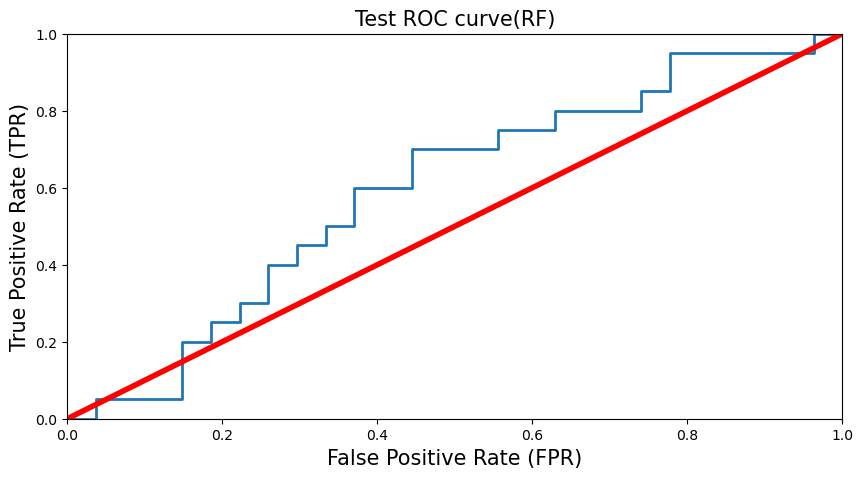 Test ROC curve(RF)
True Positive Rate (TPR)
1.0
0.8
0.6
0.4
0.2
0.0
0.0 0.2 0.4 0.6 0.8 1.0
False Positive Rate (FPR)